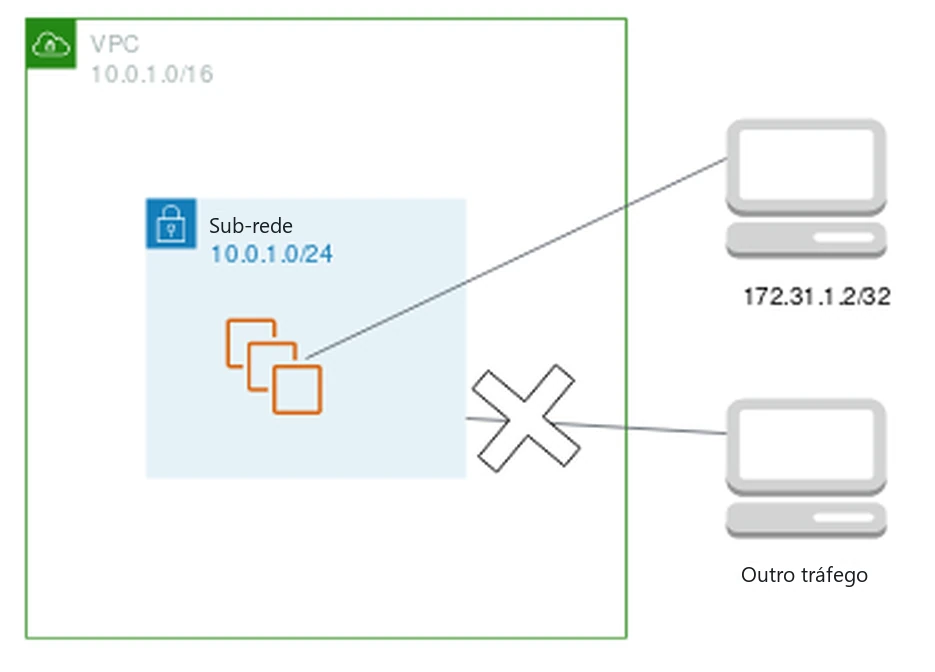 VPC
10.0.1.0/16
Sub-rede
10.0.1.0/24
172.31.1.2/32
Outro tráfego